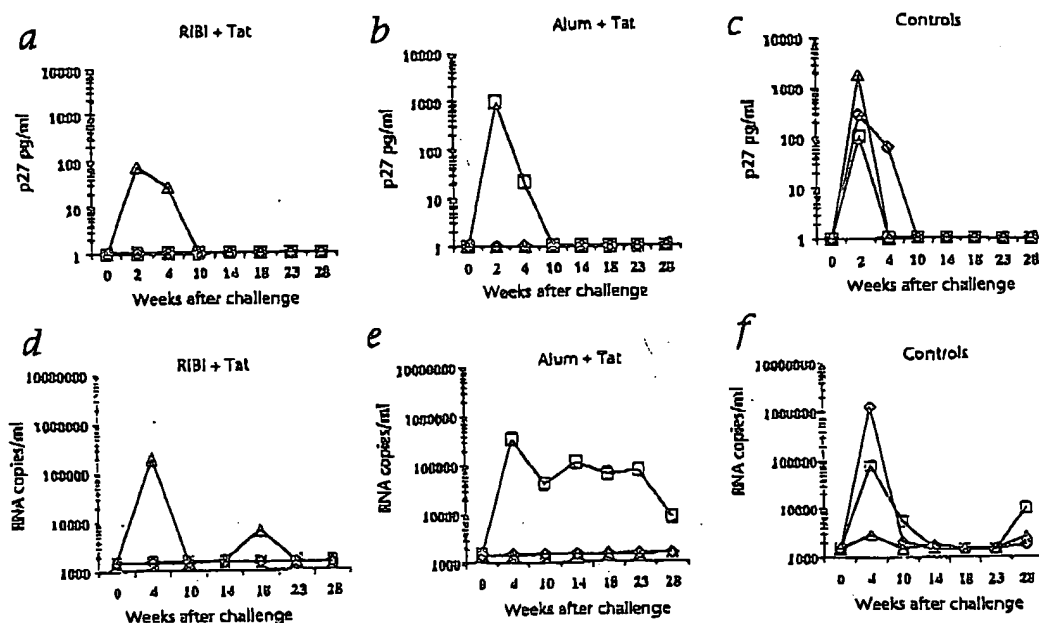 a
RIBI + Tat
p27 pg/ml
10000
1000
100
10
1
0 2 4 10 14 18 23 28
Weeks after challenge
b
Alum + Tat
p27 pg/ml
10000
1000
100
10
1
0 2 4 10 14 18 23 28
Weeks after challenge
c
Controls
p27 pg/ml
10000
1000
100
10
1
0 2 4 10 14 18 23 28
Weeks after challenge
d
RIBI + Tat
RNA copies/ml
10000000
1000000
100000
10000
1000
0 4 10 14 18 23 28
Weeks after challenge
e
Alum + Tat
RNA copies/ml
10000000
1000000
100000
10000
1000
0 4 10 14 18 23 28
Weeks after challenge
f
Controls
RNA copies/ml
10000000
1000000
100000
10000
1000
0 4 10 14 18 23 28
Weeks after challenge